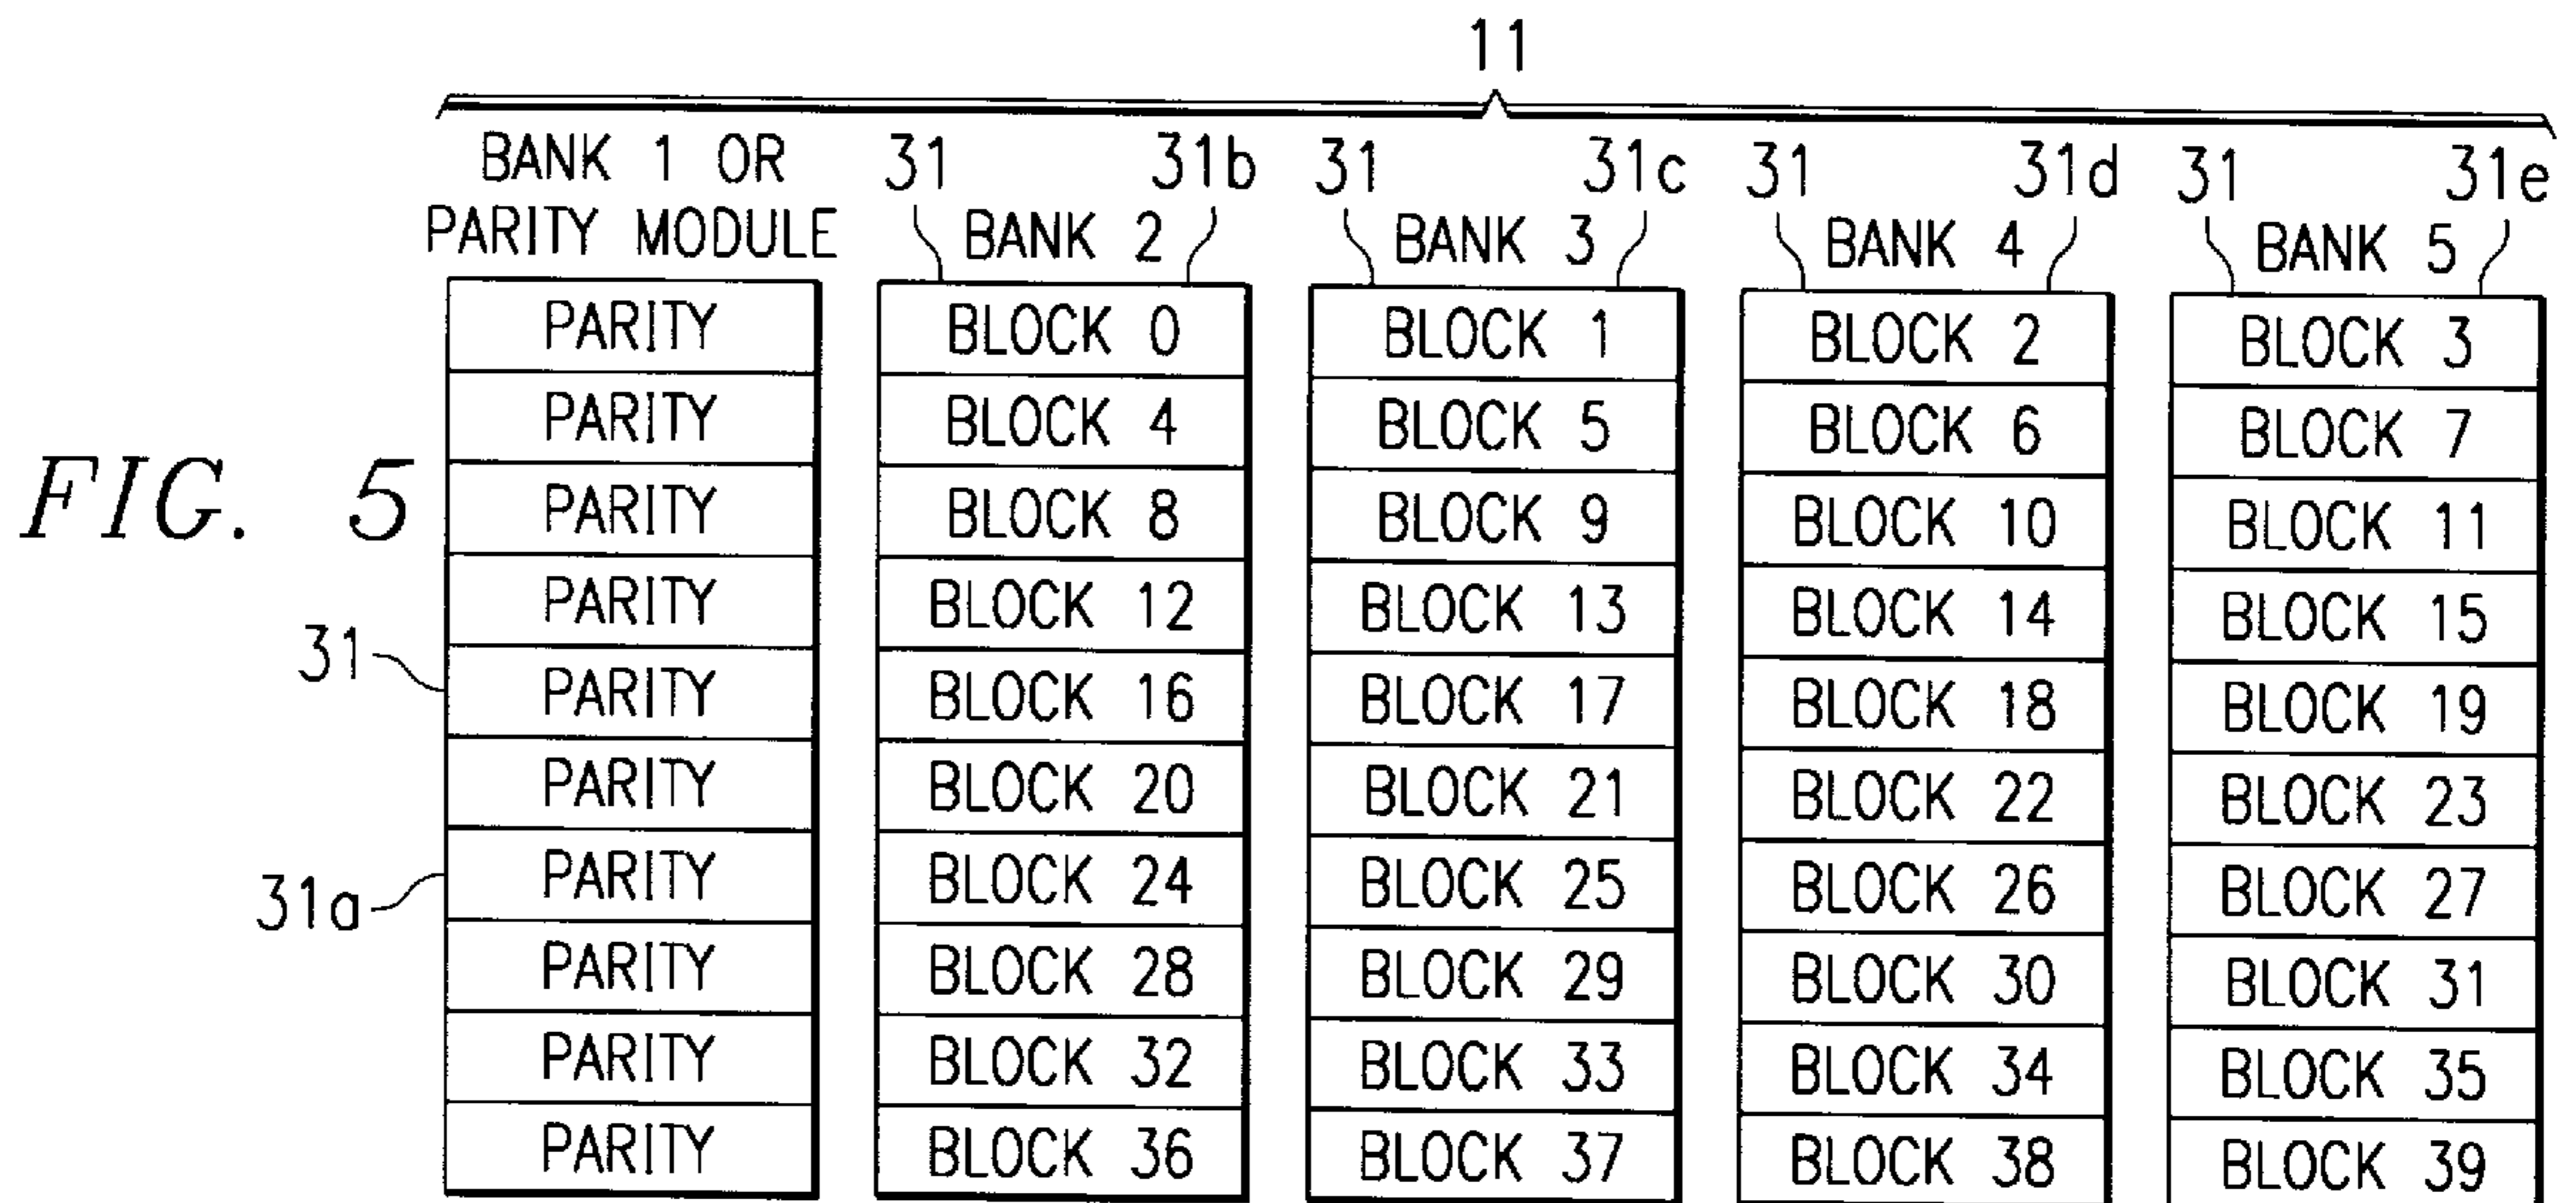 11
BANK 1 OR PARITY MODULE
31 BANK 2 31b
31 BANK 3 31c
31 BANK 4 31d
31 BANK 5 31e
PARITY BLOCK 0 BLOCK 1 BLOCK 2 BLOCK 3
PARITY BLOCK 4 BLOCK 5 BLOCK 6 BLOCK 7
FIG. 5
PARITY BLOCK 8 BLOCK 9 BLOCK 10 BLOCK 11
PARITY BLOCK 12 BLOCK 13 BLOCK 14 BLOCK 15
31
PARITY BLOCK 16 BLOCK 17 BLOCK 18 BLOCK 19
PARITY BLOCK 20 BLOCK 21 BLOCK 22 BLOCK 23
31a
PARITY BLOCK 24 BLOCK 25 BLOCK 26 BLOCK 27
PARITY BLOCK 28 BLOCK 29 BLOCK 30 BLOCK 31
PARITY BLOCK 32 BLOCK 33 BLOCK 34 BLOCK 35
PARITY BLOCK 36 BLOCK 37 BLOCK 38 BLOCK 39